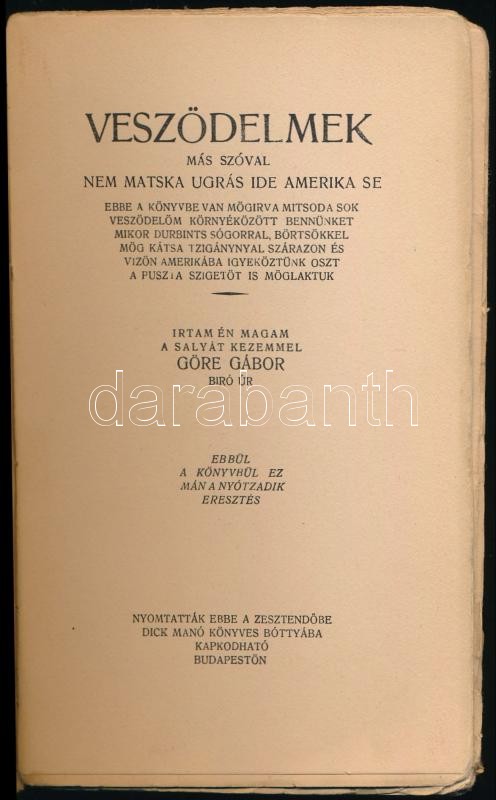 VESZÖDELMEK
MÁS SZÓVAL
NEM MATSKA UGRÁS IDE AMERIKA SE
EBBE A KÖNYVBE VAN MÖGIRVA MITSODA SOK
VESZÖDELÖM KÖRNYÉKÖZÖTT BENNÜNKET
MIKOR DURBINTS SÓGORRAL, BÖRTSÖKKEL
MÖG KÁTSA TZIGÁNYNYAL SZÁRAZON ÉS
VIZÖN AMERIKÁBA IGYEKÖZTÜNK OSZT
A PUSZTA SZIGETÖT IS MÖGLAKTUK
IRTAM ÉN MAGAM
A SALYÁT KEZEMMEL
GÖRE GÁBOR
BIRÓ ÚR
darabanth
EBBÜL
A KÖNYVBÜL EZ
MÁN A NYÓTZADIK
ERESZTÉS
NYOMTATTÁK EBBE A ZESZTENDŐBE
DICK MANÓ KÖNYVES BÓTTYÁBA
KAPKODHATÓ
BUDAPESTÖN